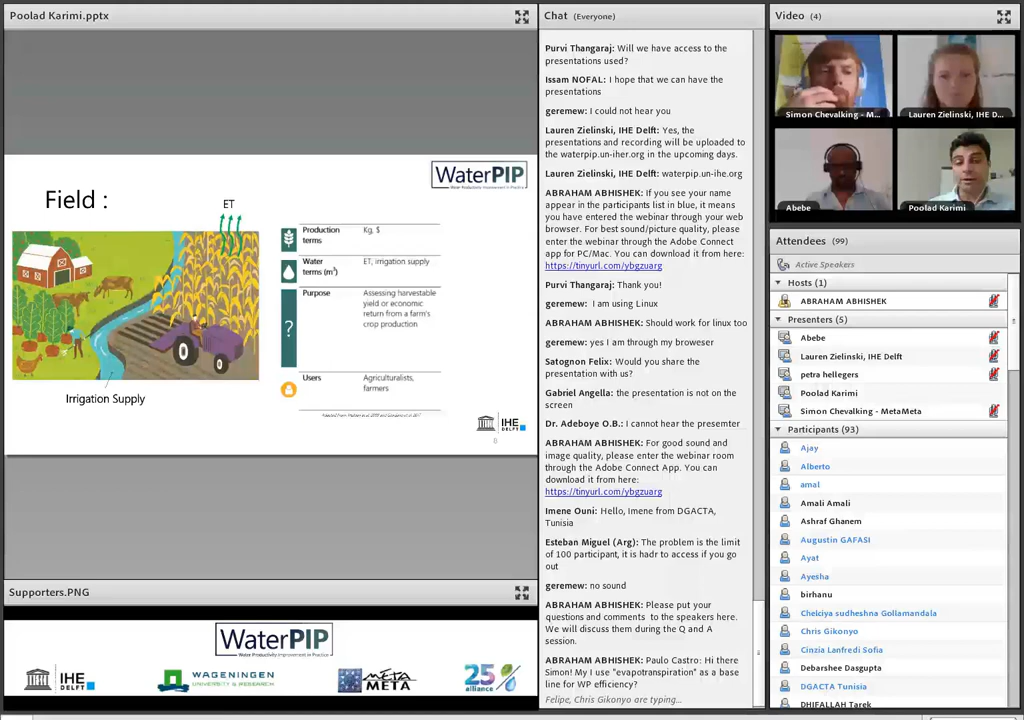 Poolad Karimi.pptx
WaterPIP
Field :
ET
Production terms
Kg, $
Water terms (m³)
ET, irrigation supply
?
Purpose
Assessing harvestable
yield or economic
return from a farm's
crop production
Users
Agriculturalists,
farmers
Irrigation Supply
IHE
DELFT
8
Supporters.PNG
WaterPIP
Water Productivity Improvement in Practice
IHE
DELFT
WAGENINGEN
UNIVERSITY & RESEARCH
META
META
25
alliance
Chat (Everyone)
Purvi Thangaraj: Will we have access to the
presentations used?
Issam NOFAL: I hope that we can have the
presentations
geremew: I could not hear you
Lauren Zielinski, IHE Delft: Yes, the
presentations and recording will be uploaded to
the waterpip.un-iher.org in the upcoming days.
Lauren Zielinski, IHE Delft: waterpip.un-ihe.org
ABRAHAM ABHISHEK: If you see your name
appear in the participants list in blue, it means
you have entered the webinar through your web
browser. For best sound/picture quality, please
enter the webinar through the Adobe Connect
app for PC/Mac. You can download it from here:
https://tinyurl.com/ybgzuarg
Purvi Thangaraj: Thank you!
geremew: I am using Linux
ABRAHAM ABHISHEK: Should work for linux too
geremew: yes I am through my broweser
Satognon Felix: Would you share the
presentation with us?
Gabriel Angella: the presentation is not on the
screen
Dr. Adeboye O.B.: I cannot hear the presemter
ABRAHAM ABHISHEK: For good sound and
image quality, please enter the webinar room
through the Adobe Connect App. You can
download it from here:
https://tinyurl.com/ybgzuarg
Imene Ouni: Hello, Imene from DGACTA,
Tunisia
Esteban Miguel (Arg): The problem is the limit
of 100 participant, it is hadr to access if you go
out
geremew: no sound
ABRAHAM ABHISHEK: Please put your
questions and comments to the speakers here.
We will discuss them during the Q and A
session.
ABRAHAM ABHISHEK: Paulo Castro: Hi there
Simon! My I use "evapotranspiration" as a base
line for WP efficiency?
Felipe, Chris Gikonyo are typing...
Video (4)
Simon Chevalking - M...
Lauren Zielinski, IHE D...
Abebe
Poolad Karimi
Attendees (99)
Active Speakers
Hosts (1)
ABRAHAM ABHISHEK
Presenters (5)
Abebe
Lauren Zielinski, IHE Delft
petra hellegers
Poolad Karimi
Simon Chevalking - MetaMeta
Participants (93)
Ajay
Alberto
amal
Amali Amali
Ashraf Ghanem
Augustin GAFASI
Ayat
Ayesha
birhanu
Chelciya sudheshna Gollamandala
Chris Gikonyo
Cinzia Lanfredi Sofia
Debarshee Dasgupta
DGACTA Tunisia
DHIFALLAH Tarek